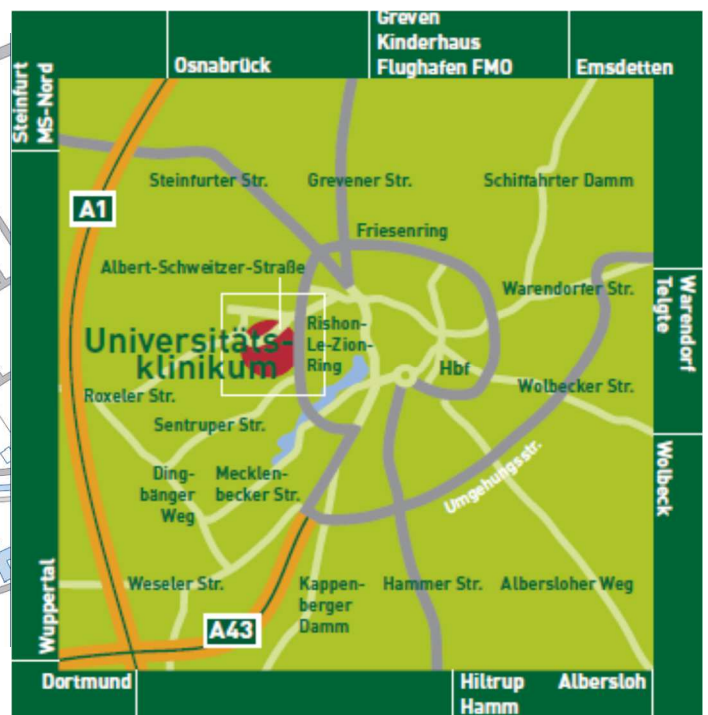 Greven
Kinderhaus
Flughafen FMO
Osnabrück
Emsdetten
Steinfurt
MS-Nord
Steinfurter Str.
Grevener Str.
Schiffahrter Damm
A1
Friesenring
Albert-Schweitzer-Straße
Warendorfer Str.
Warendorf
Telgte
Rishon-
Le-Zion-
Ring
Universitäts-
klinikum
Hbf
Roxeler Str.
Wolbecker Str.
Sentruper Str.
Umgehungsstr.
Wolbeck
Ding-
bänger
Weg
Mecklen-
becker Str.
Wuppertal
Weseler Str.
Kappen-
berger
Damm
Hammer Str.
Albersloher Weg
A43
Dortmund
Hiltrup
Hamm
Albersloh